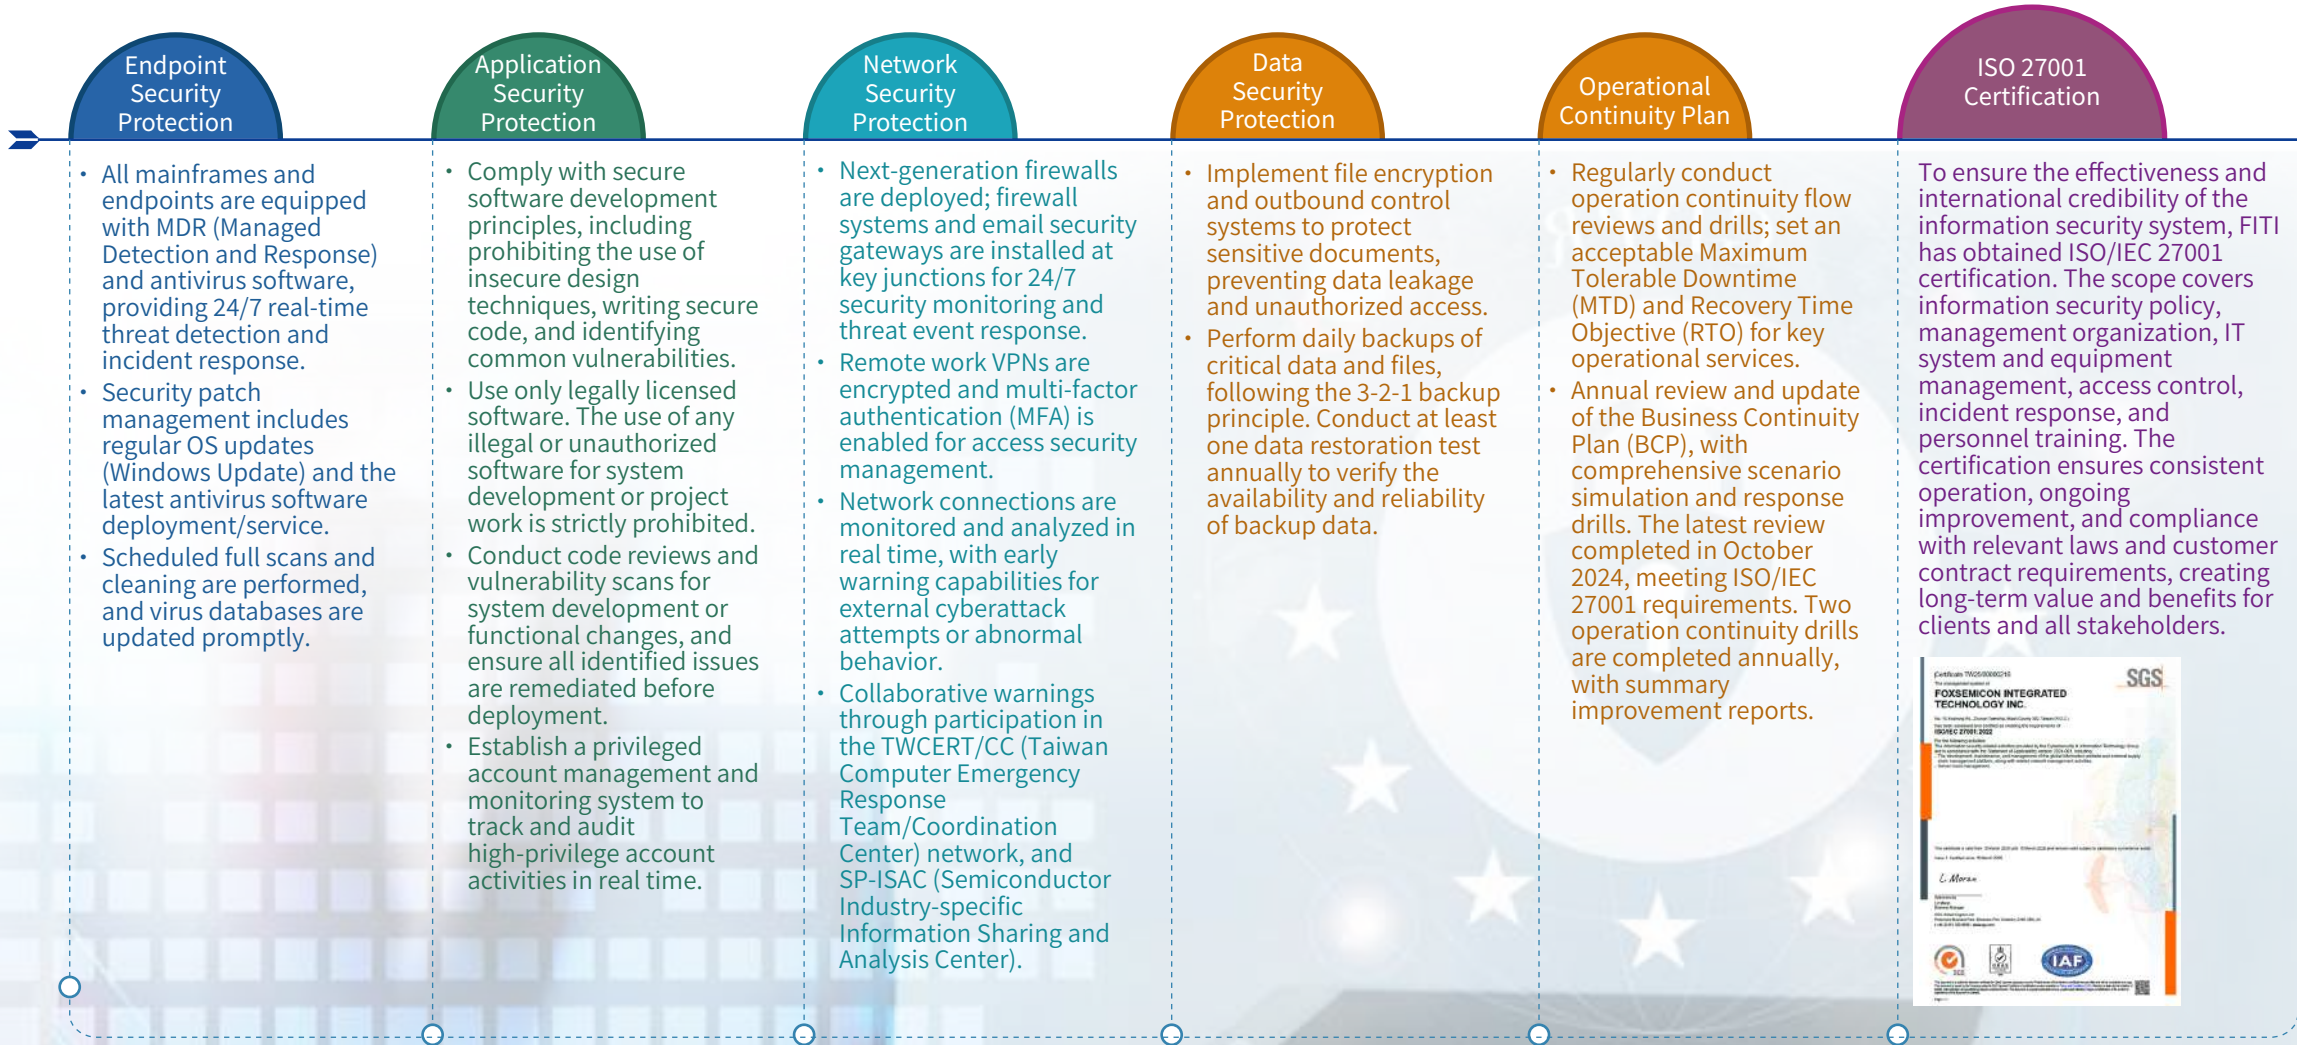 Endpoint
Security
Protection
• All mainframes and
endpoints are equipped
with MDR (Managed
Detection and Response)
and antivirus software,
providing 24/7 real-time
threat detection and
incident response.
• Security patch
management includes
regular OS updates
(Windows Update) and the
latest antivirus software
deployment/service.
• Scheduled full scans and
cleaning are performed,
and virus databases are
updated promptly.
Application
Security
Protection
• Comply with secure
software development
principles, including
prohibiting the use of
insecure design
techniques, writing secure
code, and identifying
common vulnerabilities.
• Use only legally licensed
software. The use of any
illegal or unauthorized
software for system
development or project
work is strictly prohibited.
• Conduct code reviews and
vulnerability scans for
system development or
functional changes, and
ensure all identified issues
are remediated before
deployment.
• Establish a privileged
account management and
monitoring system to
track and audit
high-privilege account
activities in real time.
Network
Security
Protection
• Next-generation firewalls
are deployed; firewall
systems and email security
gateways are installed at
key junctions for 24/7
security monitoring and
threat event response.
• Remote work VPNs are
encrypted and multi-factor
authentication (MFA) is
enabled for access security
management.
• Network connections are
monitored and analyzed in
real time, with early
warning capabilities for
external cyberattack
attempts or abnormal
behavior.
• Collaborative warnings
through participation in
the TWCERT/CC (Taiwan
Computer Emergency
Response
Team/Coordination
Center) network, and
SP-ISAC (Semiconductor
Industry-specific
Information Sharing and
Analysis Center).
Data
Security
Protection
• Implement file encryption
and outbound control
systems to protect
sensitive documents,
preventing data leakage
and unauthorized access.
• Perform daily backups of
critical data and files,
following the 3-2-1 backup
principle. Conduct at least
one data restoration test
annually to verify the
availability and reliability
of backup data.
Operational
Continuity Plan
• Regularly conduct
operation continuity flow
reviews and drills; set an
acceptable Maximum
Tolerable Downtime
(MTD) and Recovery Time
Objective (RTO) for key
operational services.
• Annual review and update
of the Business Continuity
Plan (BCP), with
comprehensive scenario
simulation and response
drills. The latest review
completed in October
2024, meeting ISO/IEC
27001 requirements. Two
operation continuity drills
are completed annually,
with summary
improvement reports.
ISO 27001
Certification
To ensure the effectiveness and
international credibility of the
information security system, FITI
has obtained ISO/IEC 27001
certification. The scope covers
information security policy,
management organization, IT
system and equipment
management, access control,
incident response, and
personnel training. The
certification ensures consistent
operation, ongoing
improvement, and compliance
with relevant laws and customer
contract requirements, creating
long-term value and benefits for
clients and all stakeholders.
SGS
FOXSEMICON INTEGRATED
TECHNOLOGY INC.
ISO/IEC 27001:2022
L. Moran
SGS
IAF